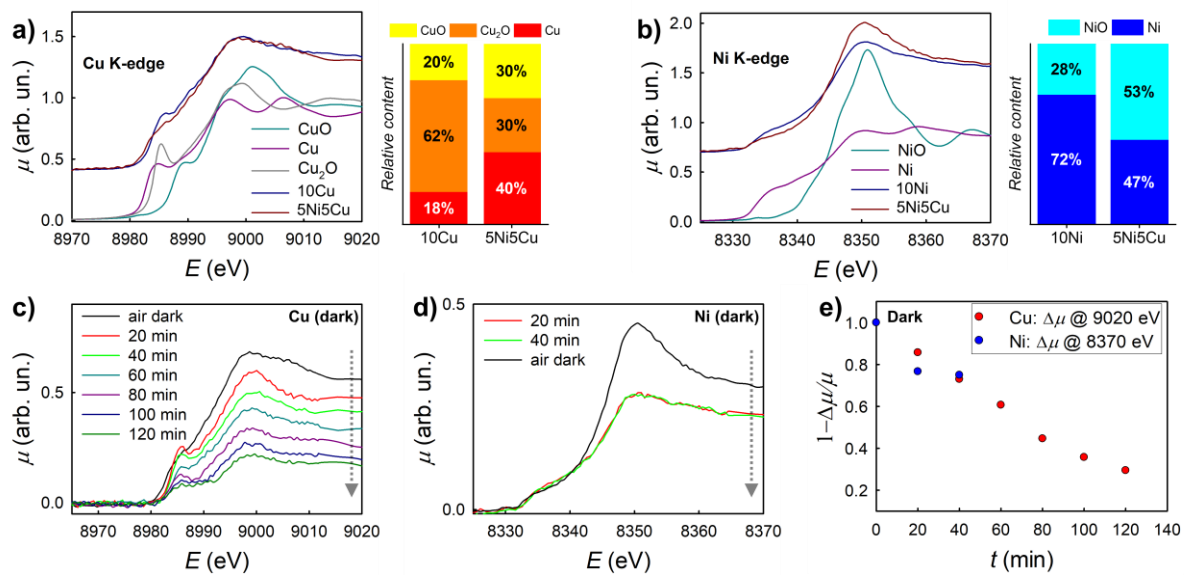 a)
Cu K-edge
1.5
1.0
0.5
0.0
μ (arb. un.)
CuO
Cu
Cu₂O
10Cu
5Ni5Cu
8970 8980 8990 9000 9010 9020
E (eV)
CuO Cu₂O Cu
Relative content
20% 30%
62% 30%
18% 40%
10Cu 5Ni5Cu
b)
Ni K-edge
2.0
1.5
1.0
0.5
0.0
μ (arb. un.)
NiO
Ni
10Ni
5Ni5Cu
8330 8340 8350 8360 8370
E (eV)
NiO Ni
Relative content
28% 53%
72% 47%
10Ni 5Ni5Cu
c)
Cu (dark)
air dark
20 min
40 min
60 min
80 min
100 min
120 min
0.5
0.0
μ (arb. un.)
8970 8980 8990 9000 9010 9020
E (eV)
d)
Ni (dark)
20 min
40 min
air dark
0.5
0.0
μ (arb. un.)
8330 8340 8350 8360 8370
E (eV)
e)
Dark
Cu: Δμ @ 9020 eV
Ni: Δμ @ 8370 eV
1.0
0.8
0.6
0.4
0.2
1−Δμ/μ
0 20 40 60 80 100 120 140
t (min)